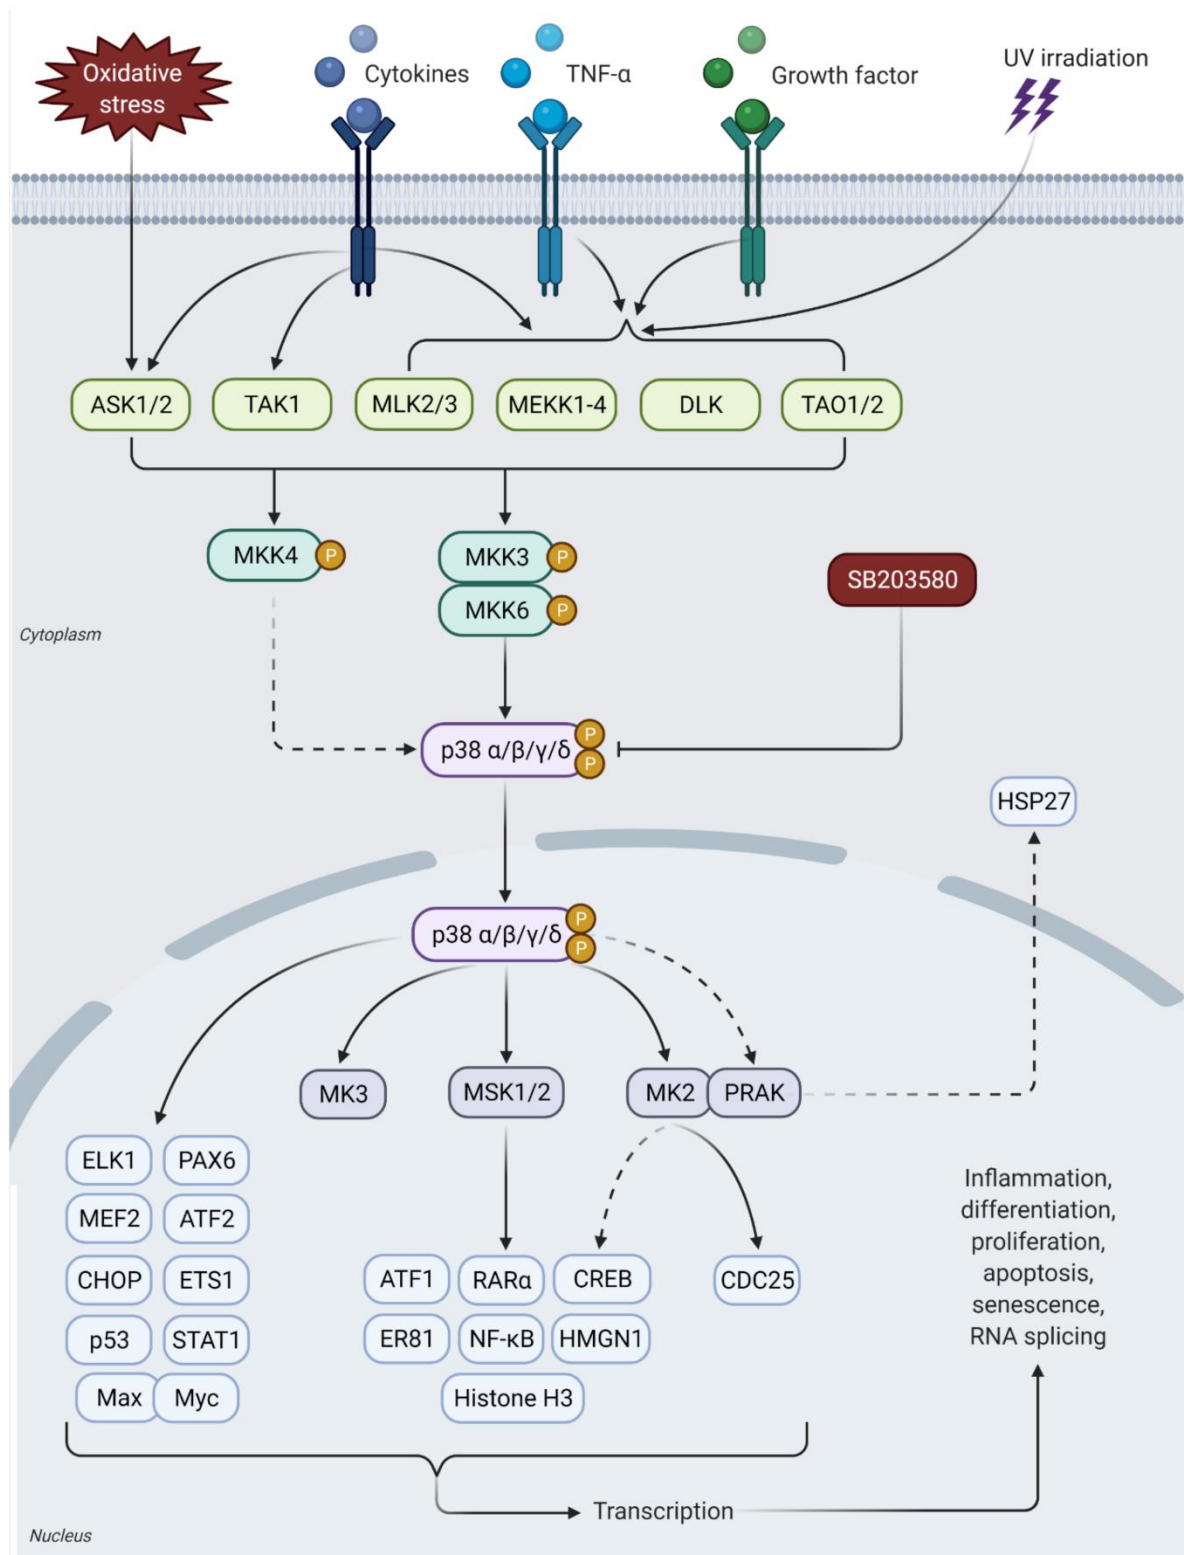 Oxidative
stress
Cytokines
TNF-α
Growth factor
UV irradiation
ASK1/2
TAK1
MLK2/3
MEKK1-4
DLK
TAO1/2
MKK4
P
MKK3
P
MKK6
P
SB203580
Cytoplasm
p38 α/β/γ/δ
P
P
HSP27
p38 α/β/γ/δ
P
P
MK3
MSK1/2
MK2
PRAK
ELK1
PAX6
MEF2
ATF2
CHOP
ETS1
p53
STAT1
Max
Myc
ATF1
RARα
CREB
CDC25
ER81
NF-κB
HMGN1
Histone H3
Inflammation,
differentiation,
proliferation,
apoptosis,
senescence,
RNA splicing
Transcription
Nucleus